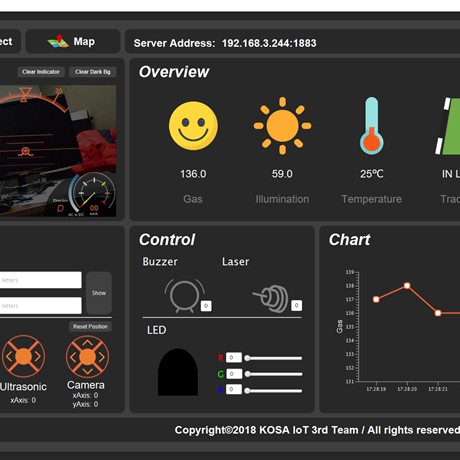 ect
Map
Server Address: 192.168.3.244:1883
Clear Indicator
Clear Dark Bg
Overview
30
Direction
D
00
km/h
136.0
59.0
25℃
IN L
Gas
Illumination
Temperature
Trac
Control
Buzzer
Laser
0
0
LED
R
0
G
0
B
0
letters
letters
Show
Reset Position
Ultrasonic
xAxis: 0
Camera
xAxis: 0
yAxis: 0
Chart
Gas
139
138
137
136
135
134
133
132
131
17:28:19
17:28:20
17:28:21
Copyright©2018 KOSA IoT 3rd Team / All rights reserved